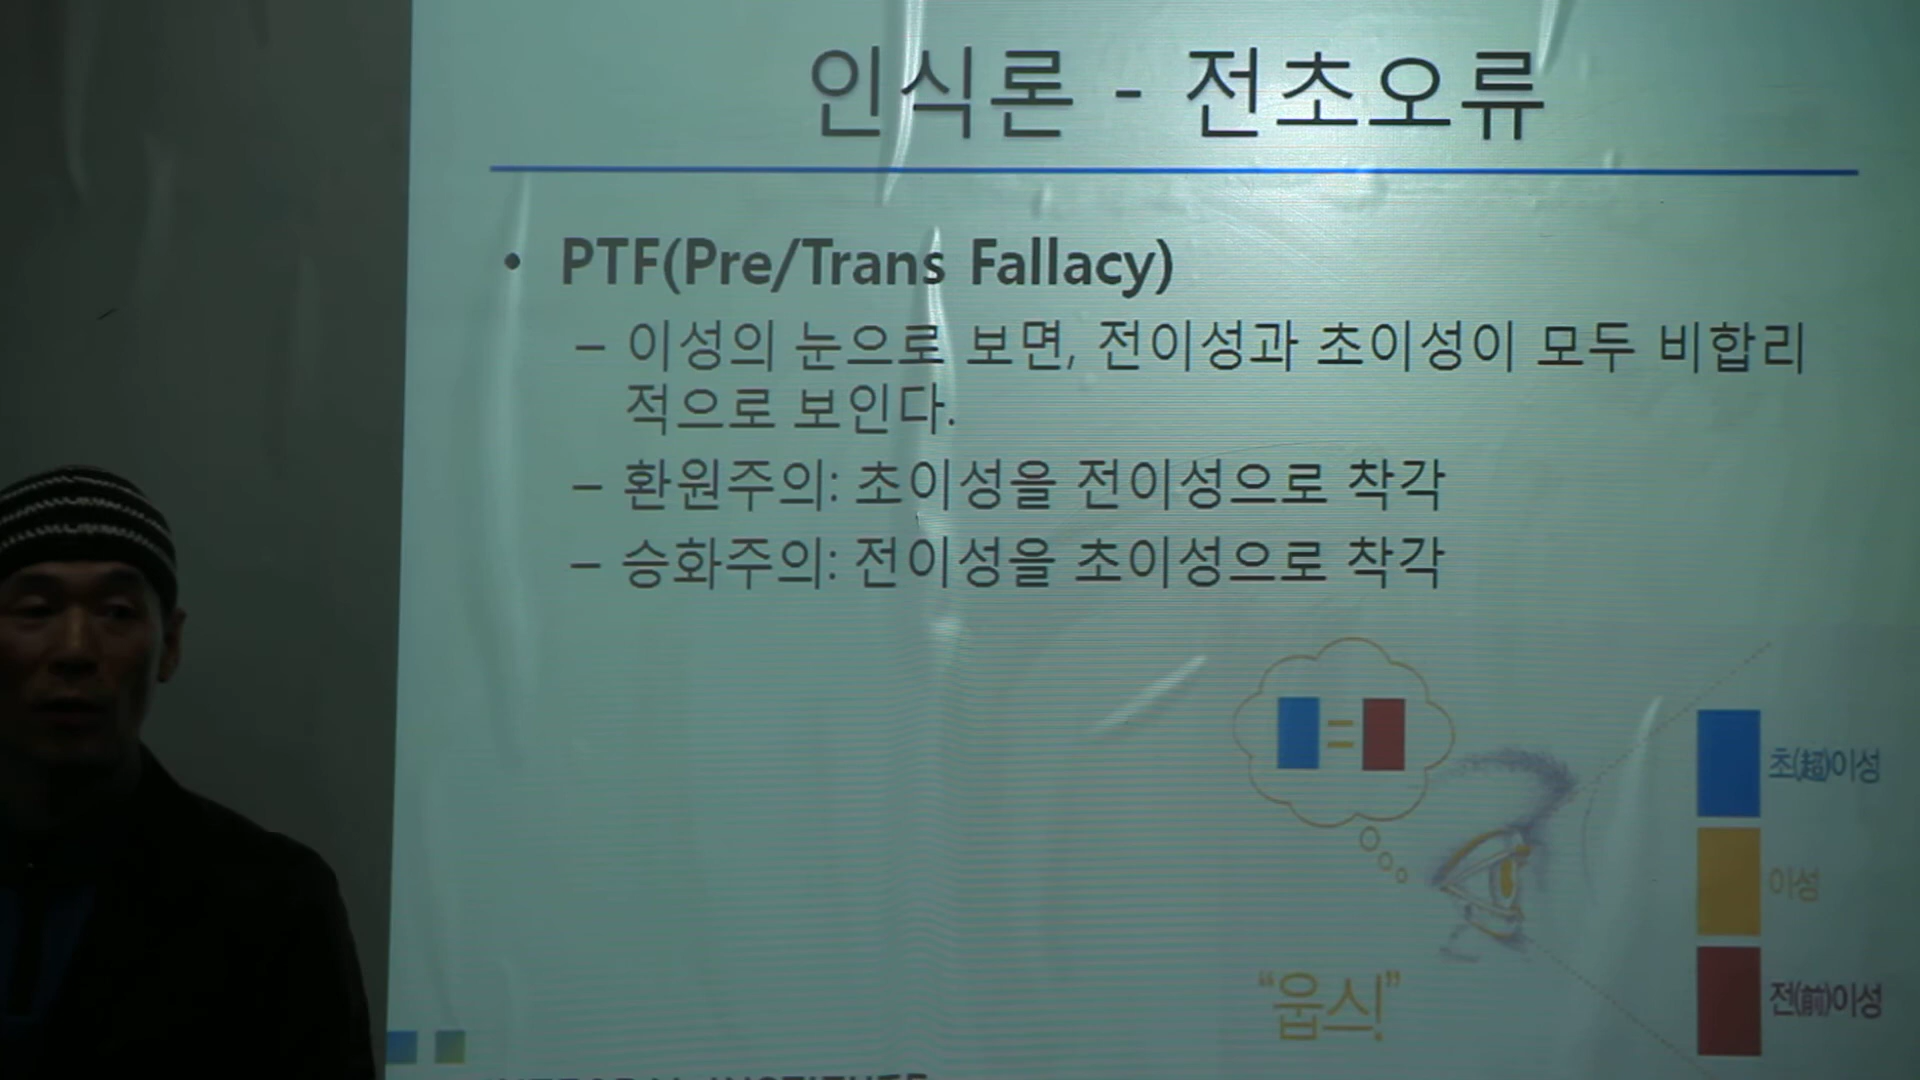 인식론 - 전초오류
• PTF(Pre/Trans Fallacy)
– 이성의 눈으로 보면, 전이성과 초이성이 모두 비합리
적으로 보인다.
– 환원주의: 초이성을 전이성으로 착각
– 승화주의: 전이성을 초이성으로 착각
=
초(超)이성
이성
전(前)이성
“웁스!”